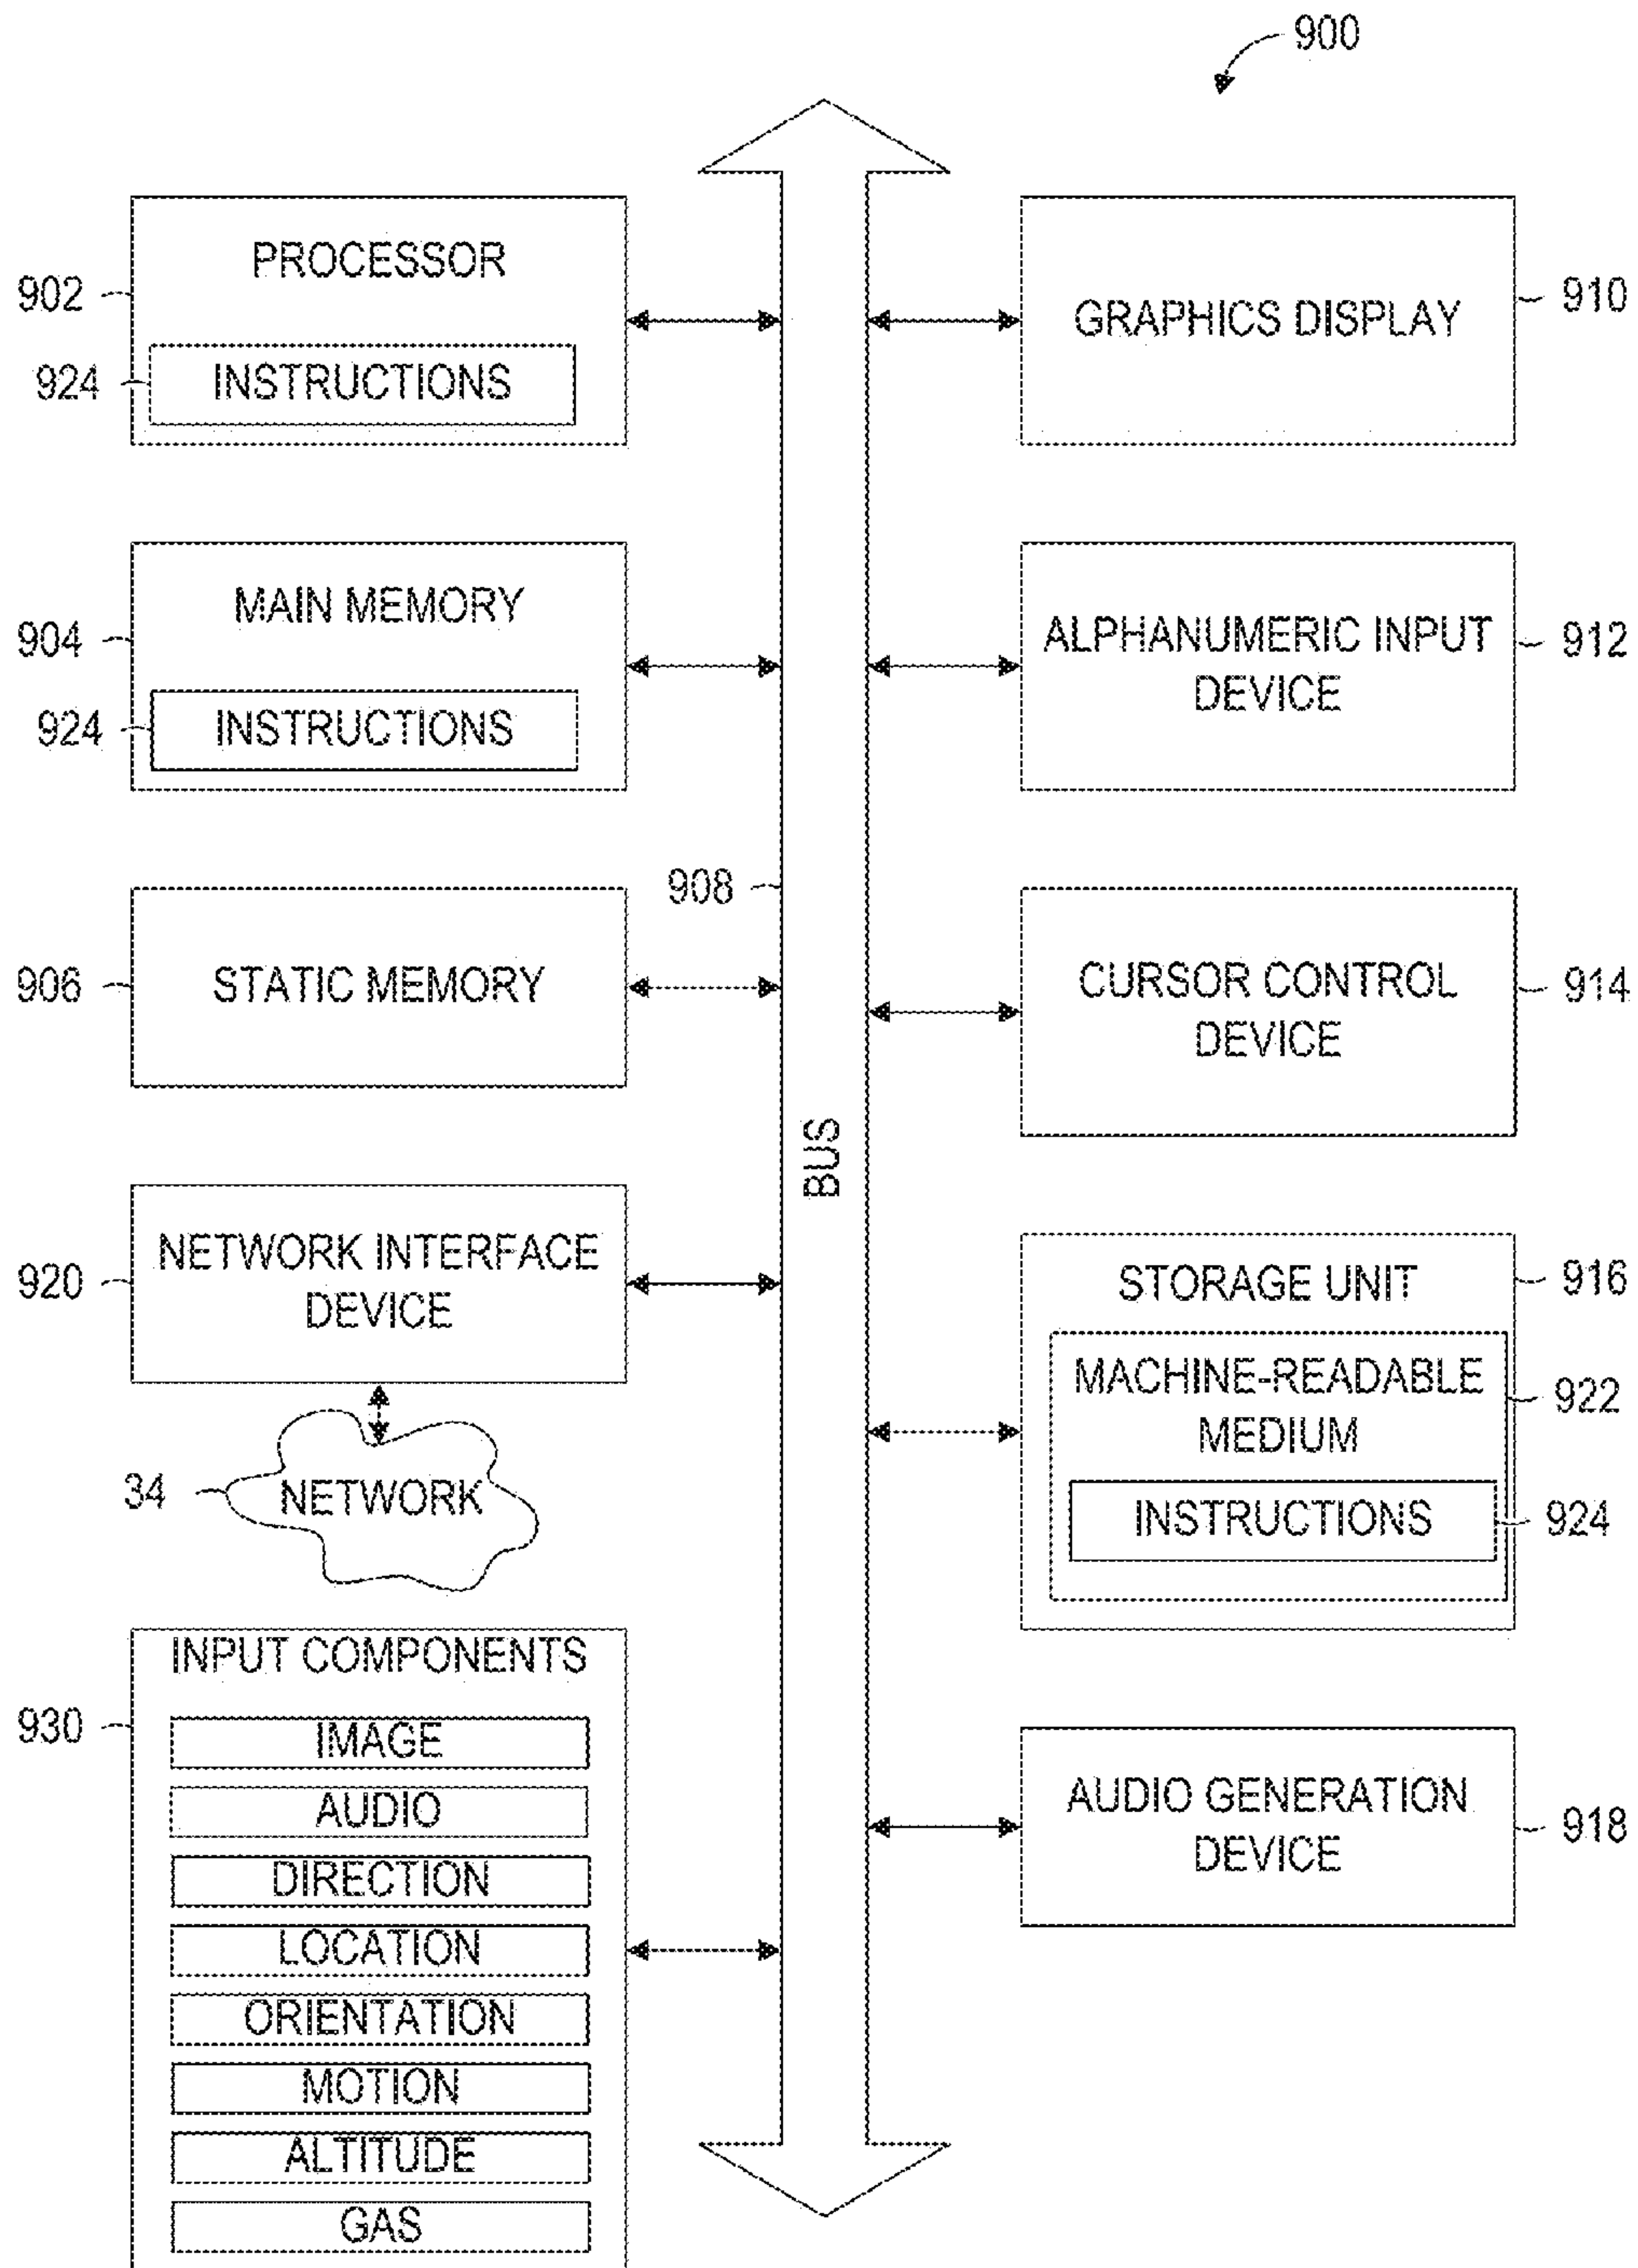 900
PROCESSOR
902
924
INSTRUCTIONS
GRAPHICS DISPLAY
910
MAIN MEMORY
904
924
INSTRUCTIONS
ALPHANUMERIC INPUT
DEVICE
912
908
STATIC MEMORY
906
CURSOR CONTROL
DEVICE
914
BUS
NETWORK INTERFACE
DEVICE
920
34
NETWORK
STORAGE UNIT
916
MACHINE-READABLE
MEDIUM
922
INSTRUCTIONS
924
INPUT COMPONENTS
930
IMAGE
AUDIO
DIRECTION
LOCATION
ORIENTATION
MOTION
ALTITUDE
GAS
AUDIO GENERATION
DEVICE
918